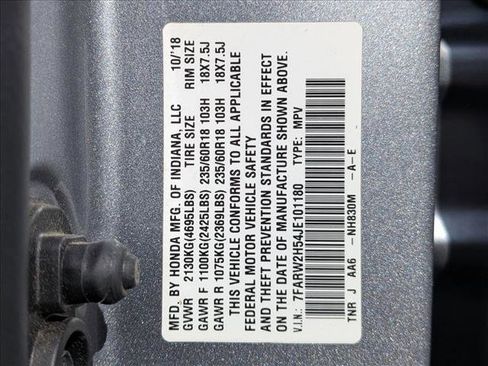 MFD. BY HONDA MFG. OF INDIANA, LLC 10/'18
GVWR 2130KG(4695LBS) TIRE SIZE RIM SIZE
GAWR F 1100KG(2425LBS) 235/60R18 103H 18X7.5J
GAWR R 1075KG(2369LBS) 235/60R18 103H 18X7.5J
THIS VEHICLE CONFORMS TO ALL APPLICABLE
FEDERAL MOTOR VEHICLE SAFETY
AND THEFT PREVENTION STANDARDS IN EFFECT
ON THE DATE OF MANUFACTURE SHOWN ABOVE.
V.I.N.: 7FARW2H54JE101180 TYPE: MPV
TNR J AA6 -NH830M -A-E